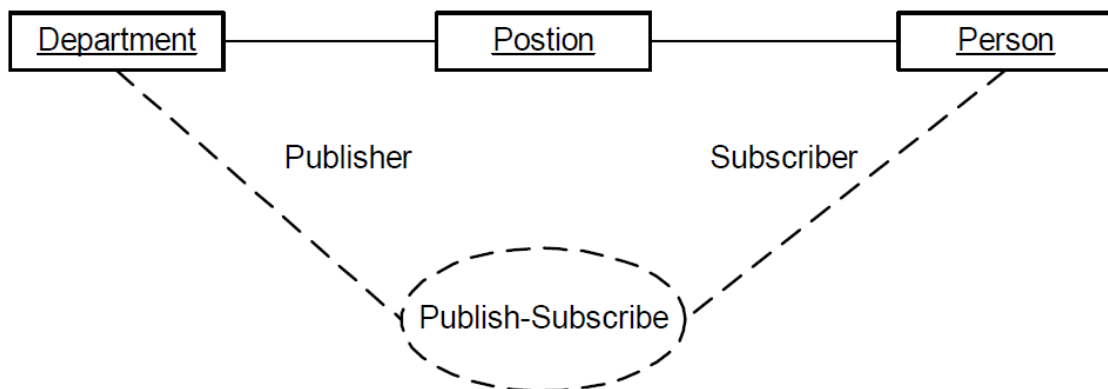 Department
Postion
Person
Publisher
Subscriber
Publish-Subscribe